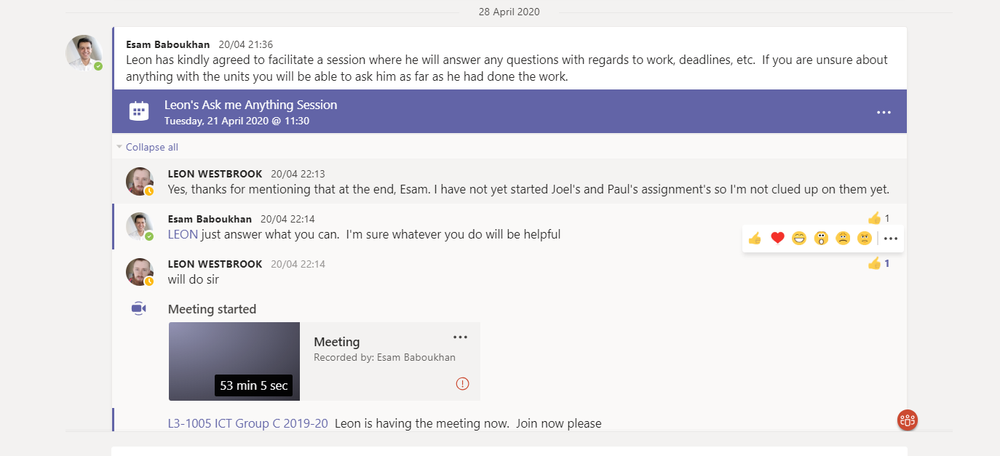 28 April 2020
Esam Baboukhan 20/04 21:36
Leon has kindly agreed to facilitate a session where he will answer any questions with regards to work, deadlines, etc. If you are unsure about
anything with the units you will be able to ask him as far as he had done the work.
Leon's Ask me Anything Session
Tuesday, 21 April 2020 @ 11:30
Collapse all
LEON WESTBROOK 20/04 22:13
Yes, thanks for mentioning that at the end, Esam. I have not yet started Joel's and Paul's assignment's so I'm not clued up on them yet.
Esam Baboukhan 20/04 22:14
1
LEON just answer what you can. I'm sure whatever you do will be helpful
LEON WESTBROOK 20/04 22:14
1
will do sir
Meeting started
Meeting
Recorded by: Esam Baboukhan
53 min 5 sec
L3-1005 ICT Group C 2019-20 Leon is having the meeting now. Join now please